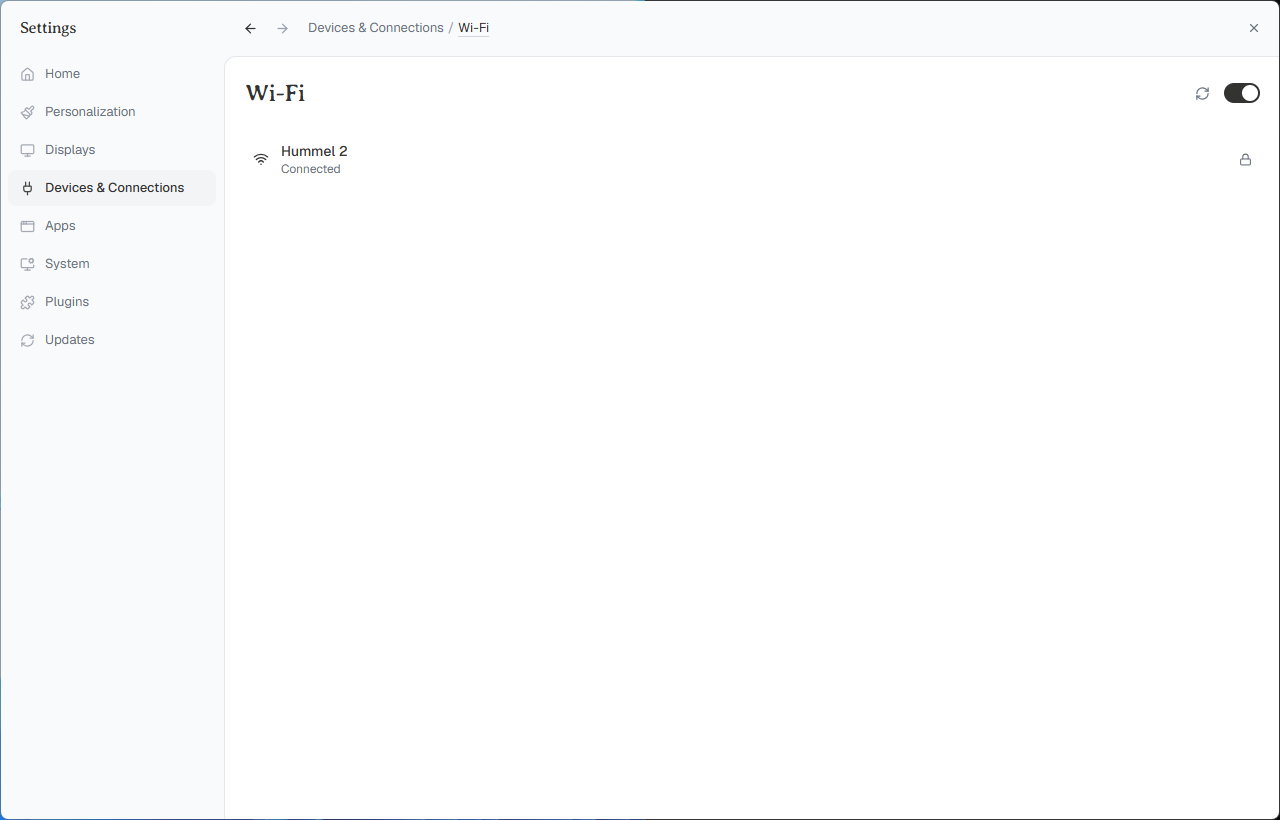 Settings
Devices & Connections / Wi-Fi
Home
Personalization
Displays
Devices & Connections
Apps
System
Plugins
Updates
Wi-Fi
Hummel 2
Connected